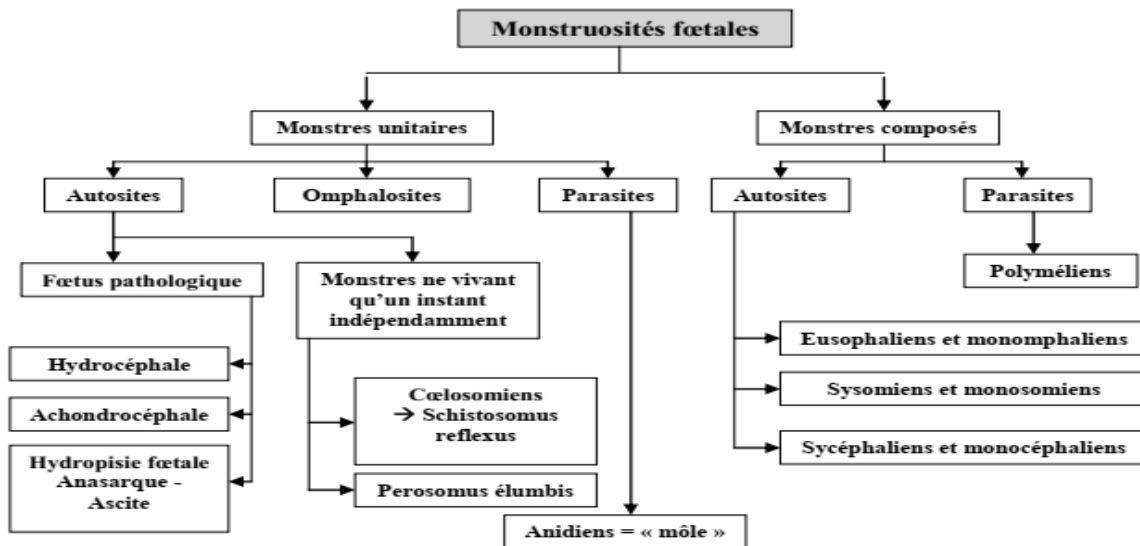 Monstruosités fœtales
Monstres unitaires
Monstres composés
Autosites
Omphalosites
Parasites
Autosites
Parasites
Fœtus pathologique
Monstres ne vivant
qu'un instant
indépendamment
Polyméliens
Hydrocéphale
Achondrocéphale
Hydropisie fœtale
Anasarque -
Ascite
Cœlosomiens
→ Schistosomus
reflexus
Perosomus élumbis
Anidiens = « môle »
Eusophaliens et monomphaliens
Sysomiens et monosomiens
Sycéphaliens et monocéphaliens